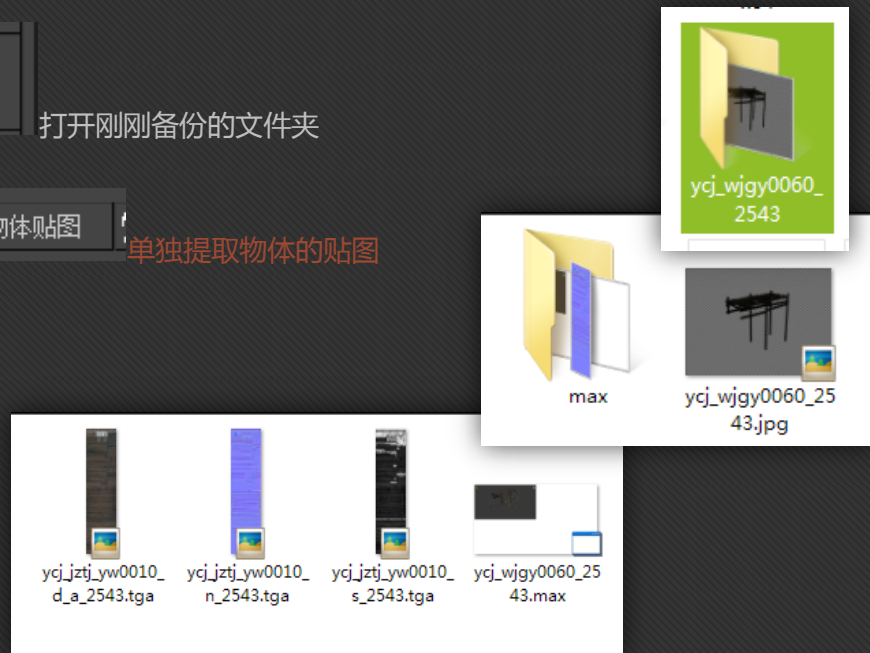 ycj_wjgy0060_
2543
打开刚刚备份的文件夹
体贴图
单独提取物体的贴图
max
ycj_wjgy0060_25
43.jpg
ycj_jztj_yw0010_
d_a_2543.tga
ycj_jztj_yw0010_
n_2543.tga
ycj_jztj_yw0010_
s_2543.tga
ycj_wjgy0060_25
43.max